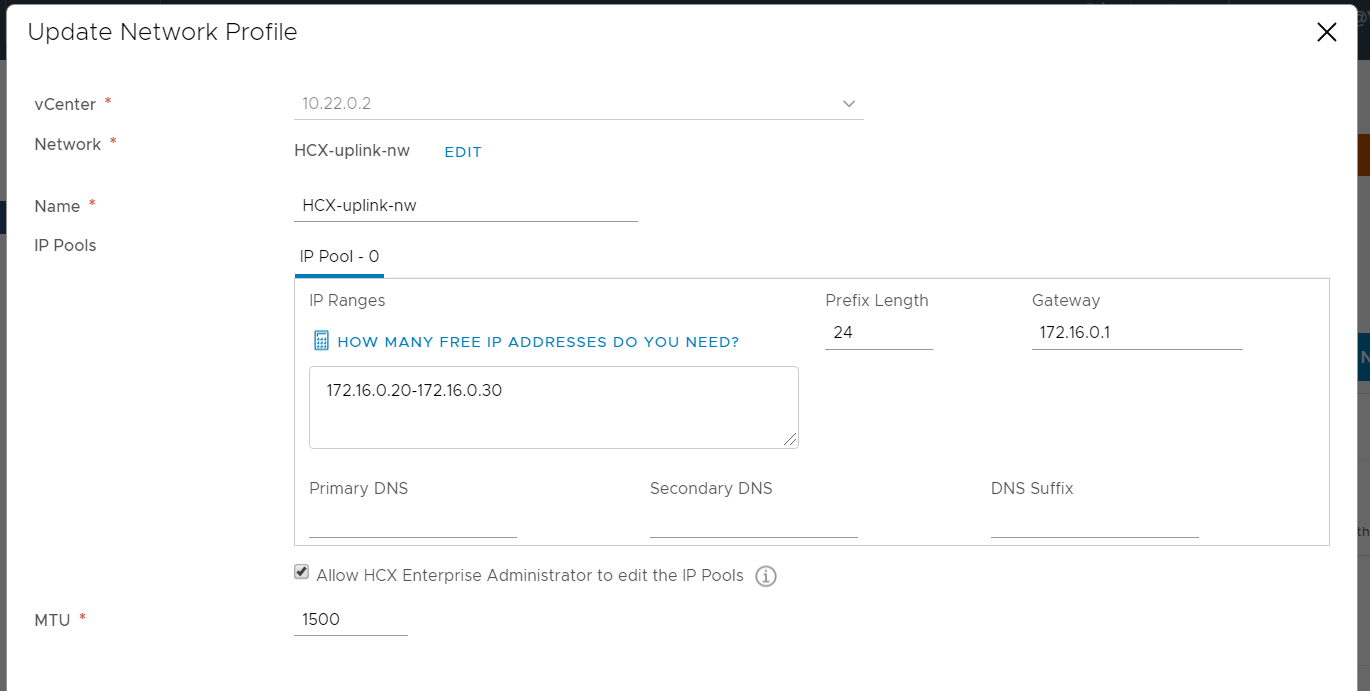 Update Network Profile
vCenter *
10.22.0.2
Network *
HCX-uplink-nw EDIT
Name *
HCX-uplink-nw
IP Pools
IP Pool - 0
IP Ranges Prefix Length Gateway
HOW MANY FREE IP ADDRESSES DO YOU NEED? 24 172.16.0.1
172.16.0.20-172.16.0.30
Primary DNS Secondary DNS DNS Suffix
Allow HCX Enterprise Administrator to edit the IP Pools
MTU *
1500